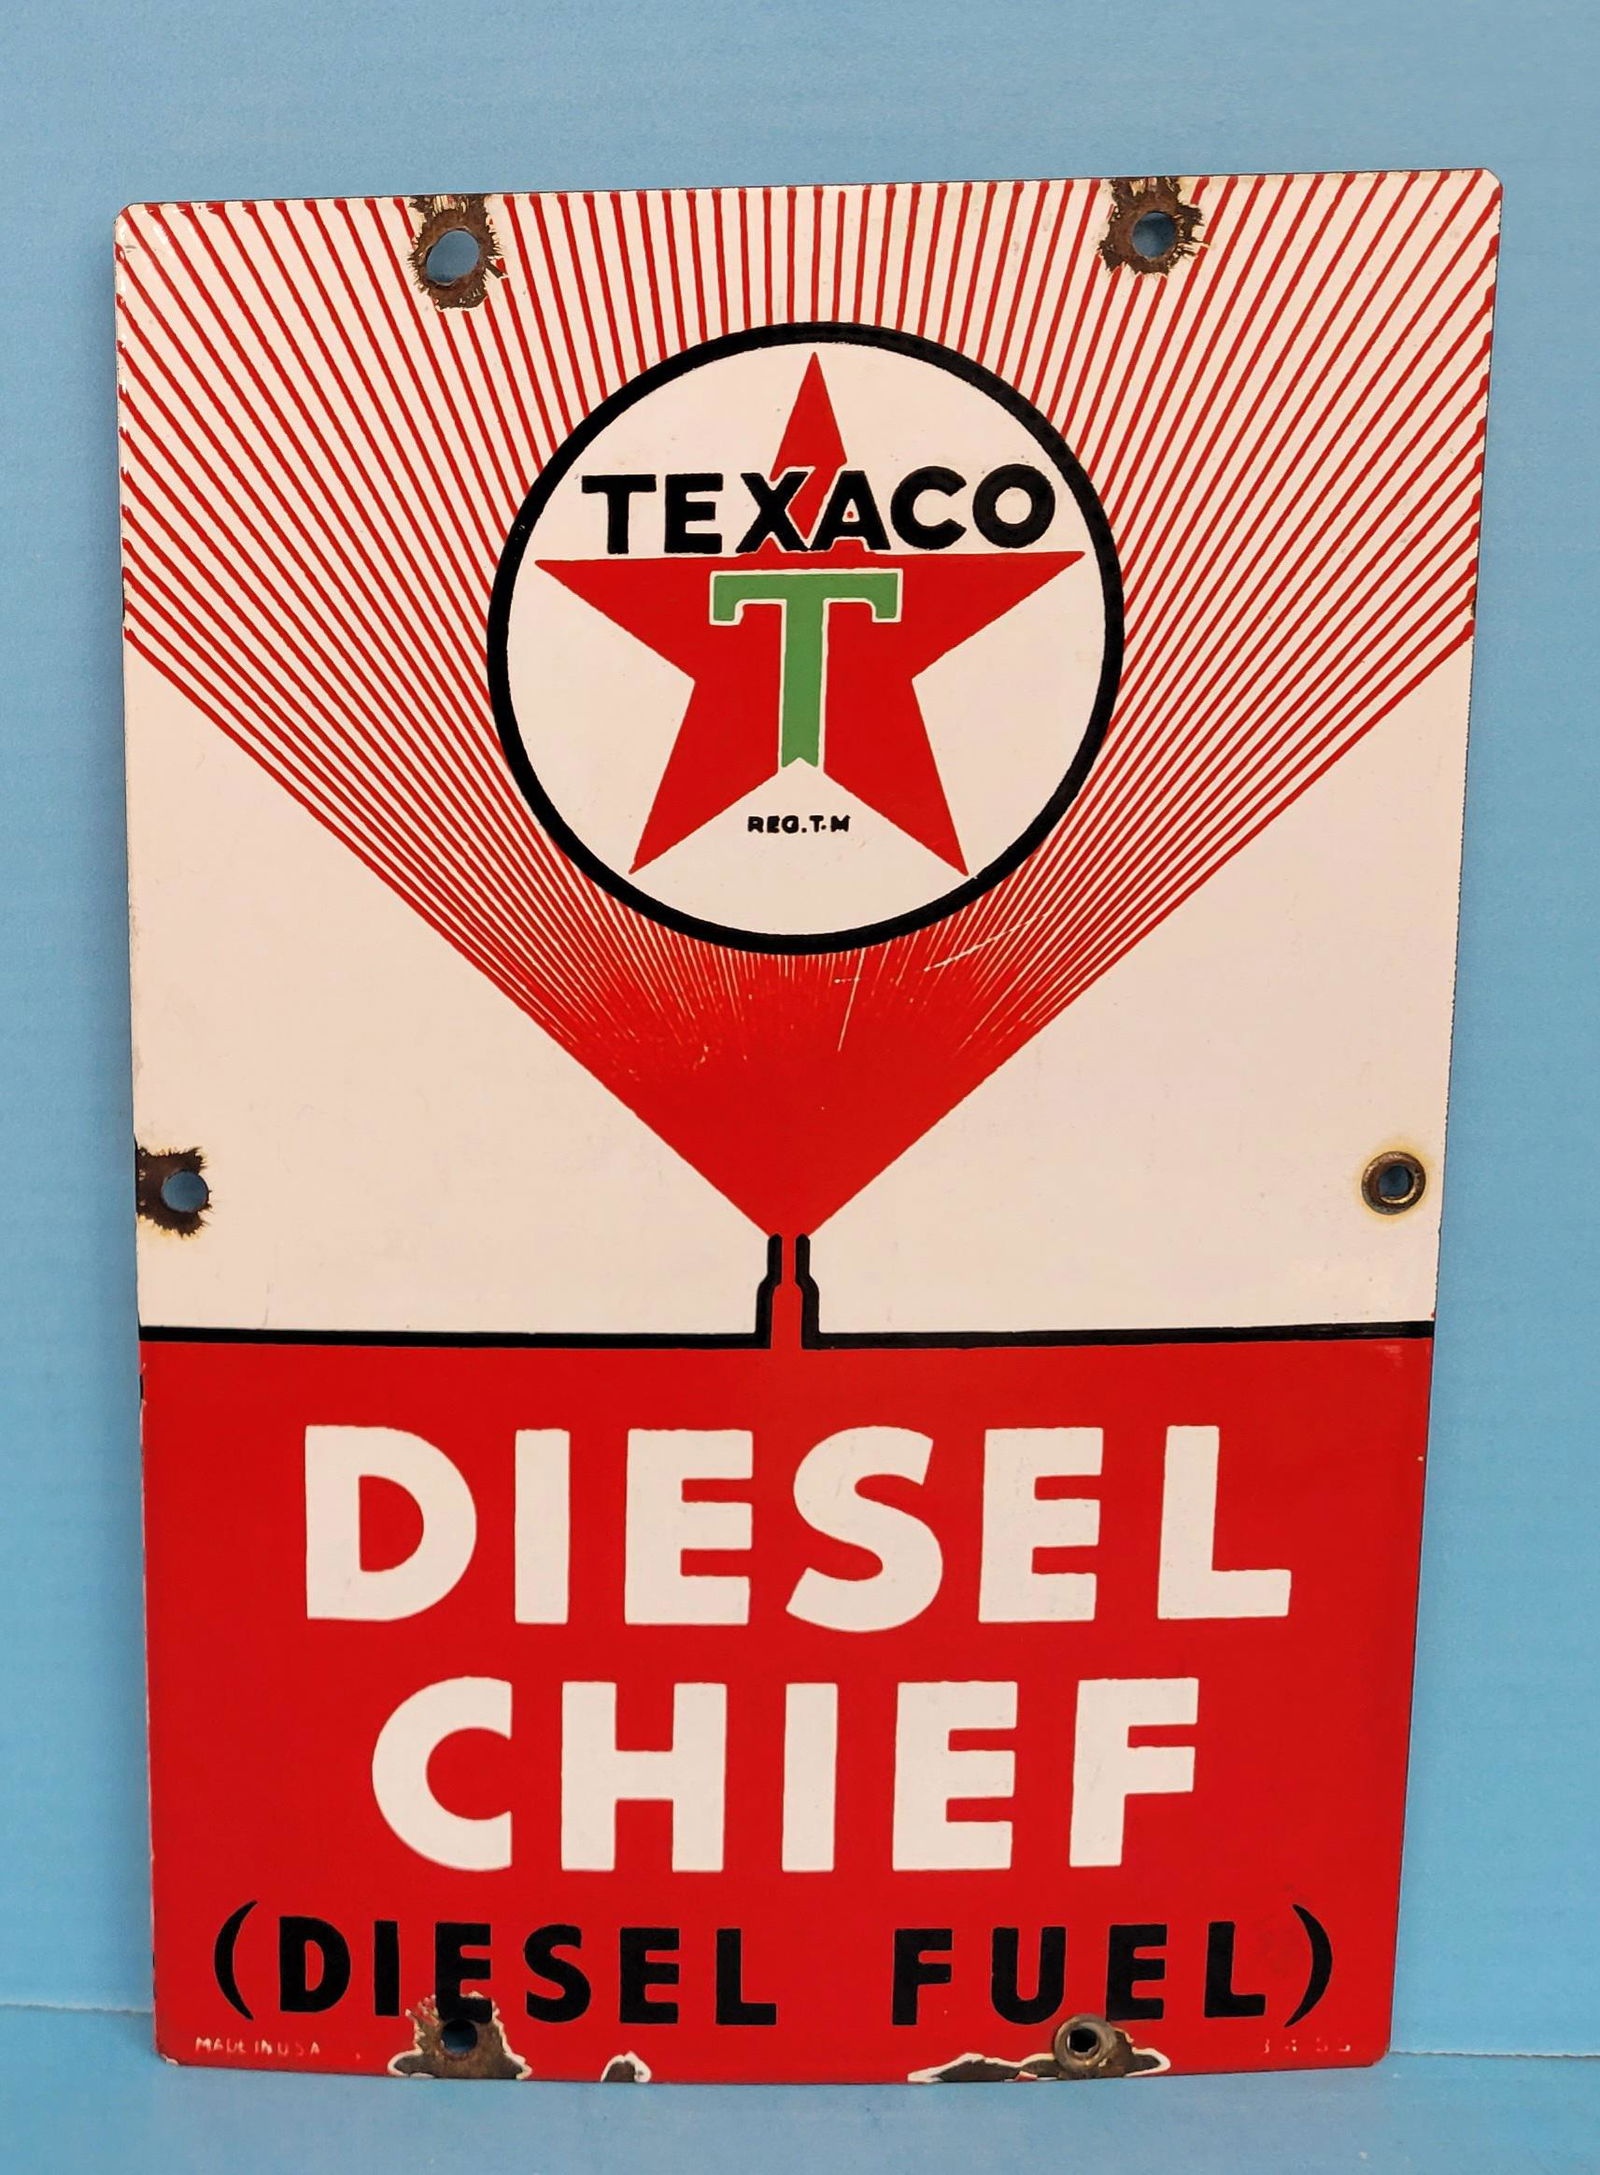 TEXACO
T
REG.T-M
DIESEL
CHIEF
(DIESEL FUEL)
MADE IN U S A